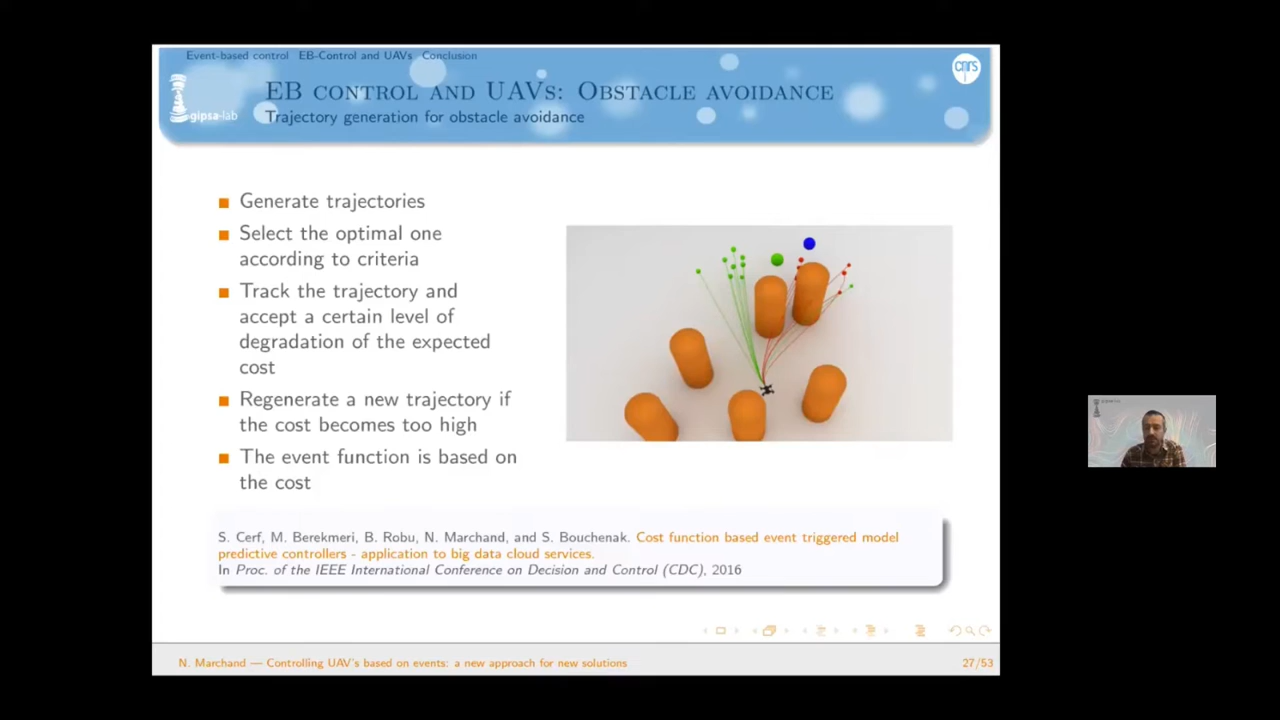 Event-based control EB-Control and UAVs Conclusion
EB control and UAVs: Obstacle avoidance
Trajectory generation for obstacle avoidance
gipsa-lab
cnrs
Generate trajectories
Select the optimal one
according to criteria
Track the trajectory and
accept a certain level of
degradation of the expected
cost
Regenerate a new trajectory if
the cost becomes too high
The event function is based on
the cost
S. Cerf, M. Berekmeri, B. Robu, N. Marchand, and S. Bouchenak. Cost function based event triggered model
predictive controllers - application to big data cloud services.
In Proc. of the IEEE International Conference on Decision and Control (CDC), 2016
N. Marchand — Controlling UAV's based on events: a new approach for new solutions
27/53